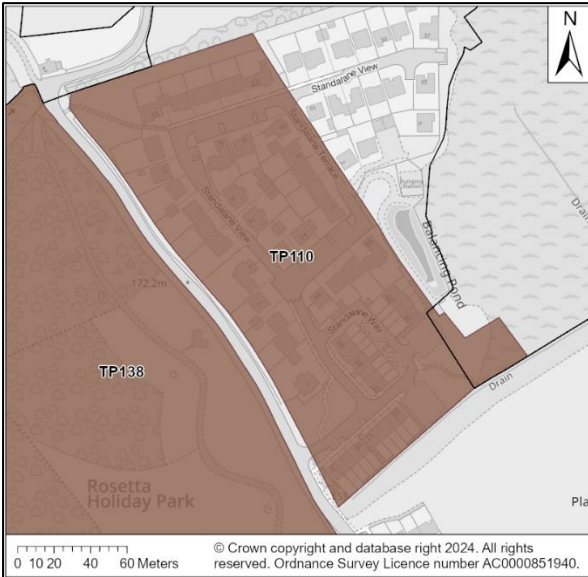 N
Standalane View
Standalane Terrace
Standalane View
TP110
Balancing Pond
Drain
172.2m
Standalane Way
TP138
Drain
Rosetta
Holiday Park
Pla
0 10 20 40 60 Meters
© Crown copyright and database right 2024. All rights
reserved. Ordnance Survey Licence number AC0000851940.